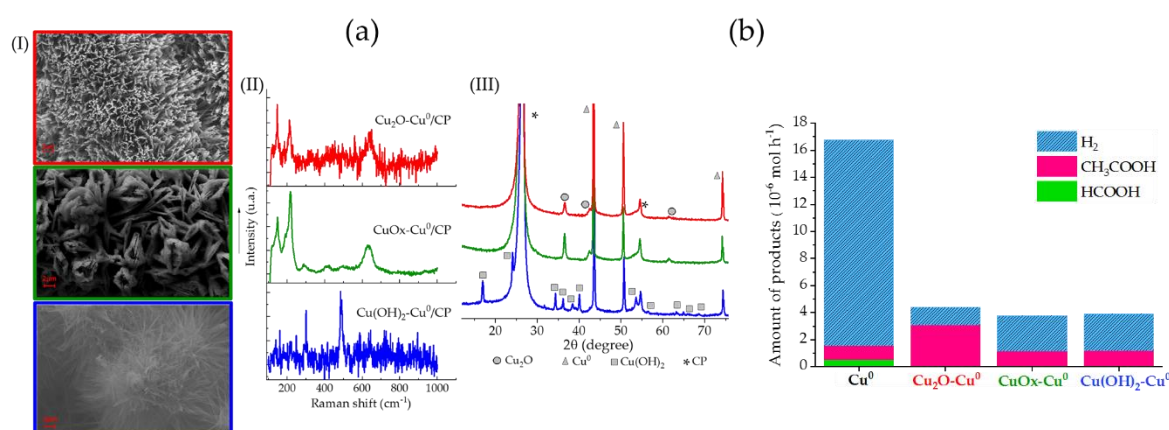 (I)
(a)
(b)
(II)
(III)
Cu₂O-Cu⁰/CP
CuOx-Cu⁰/CP
Cu(OH)₂-Cu⁰/CP
Intensity (u.a.)
200 400 600 800 1000
Raman shift (cm⁻¹)
*
*
20 30 40 50 60 70
2θ (degree)
Cu₂O Cu⁰ Cu(OH)₂ *CP
2μm
Amount of products (10⁻⁶ mol h⁻¹)
18
16
14
12
10
8
6
4
2
0
H₂
CH₃COOH
HCOOH
Cu⁰ Cu₂O-Cu⁰ CuOx-Cu⁰ Cu(OH)₂-Cu⁰